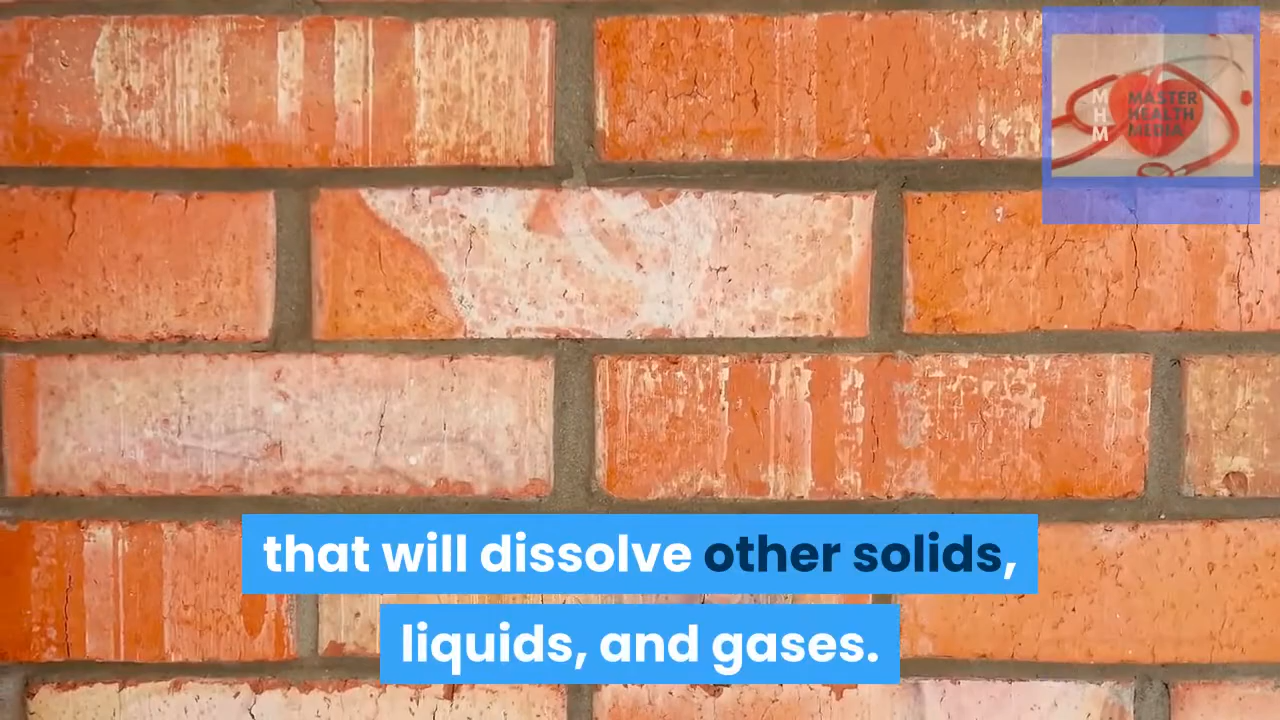 M
H
M
MASTER
HEALTH
MEDIA
that will dissolve other solids,
liquids, and gases.